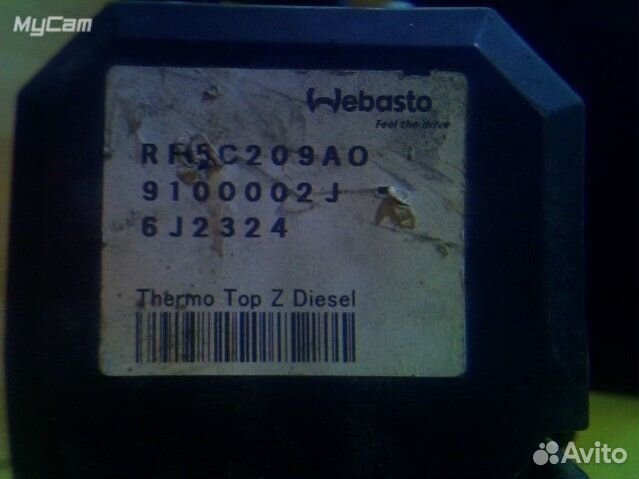 MyCam
Webasto
Feel the drive
RF5C209A0
9100002J
6J2324
Thermo Top Z Diesel
Avito